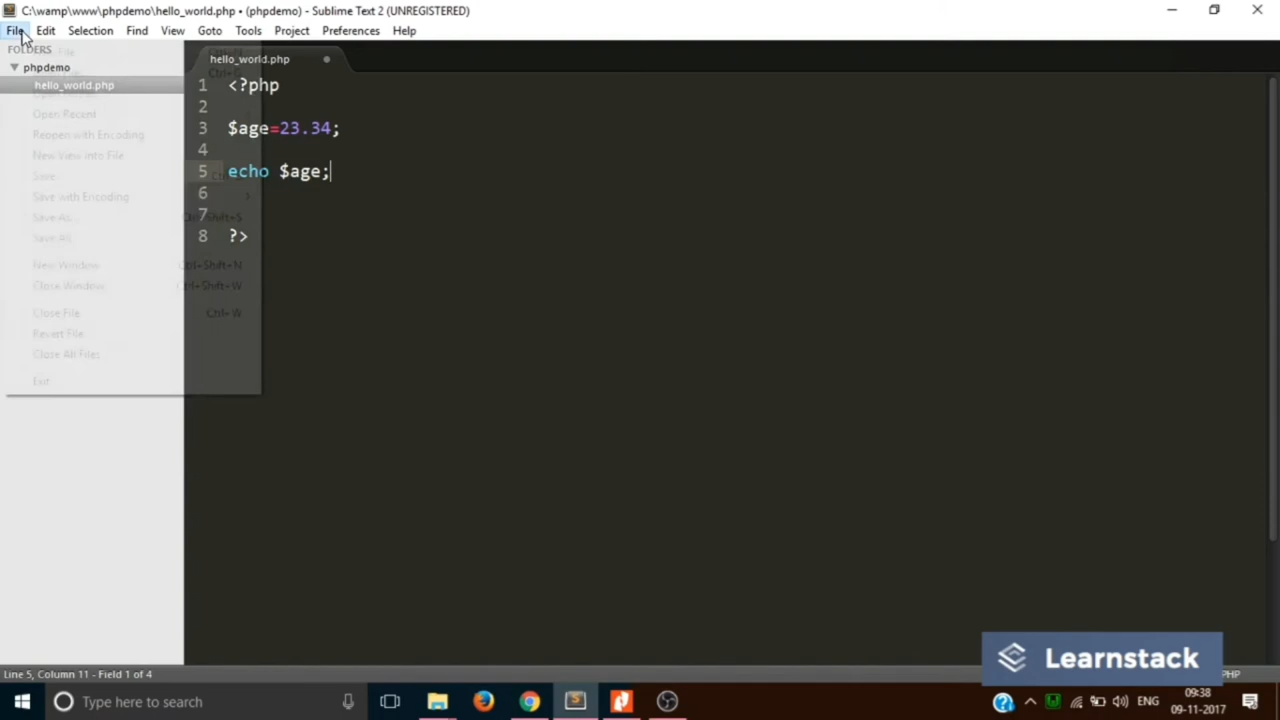 C:\wamp\www\phpdemo\hello_world.php • (phpdemo) - Sublime Text 2 (UNREGISTERED)
File Edit Selection Find View Goto Tools Project Preferences Help
FOLDERS
phpdemo
hello_world.php
Open Recent
Reopen with Encoding
New View into File
Save
Save with Encoding
Save As...
Ctrl+Shift+S
Save All
New Window
Ctrl+Shift+N
Close Window
Ctrl+Shift+W
Close File
Ctrl+W
Revert File
Close All Files
Exit
hello_world.php
1 <?php
2
3 $age=23.34;
4
5 echo $age;
6
7
8 ?>
Learnstack
Line 5, Column 11 - Field 1 of 4
PHP
Type here to search
ENG
09:38
09-11-2017